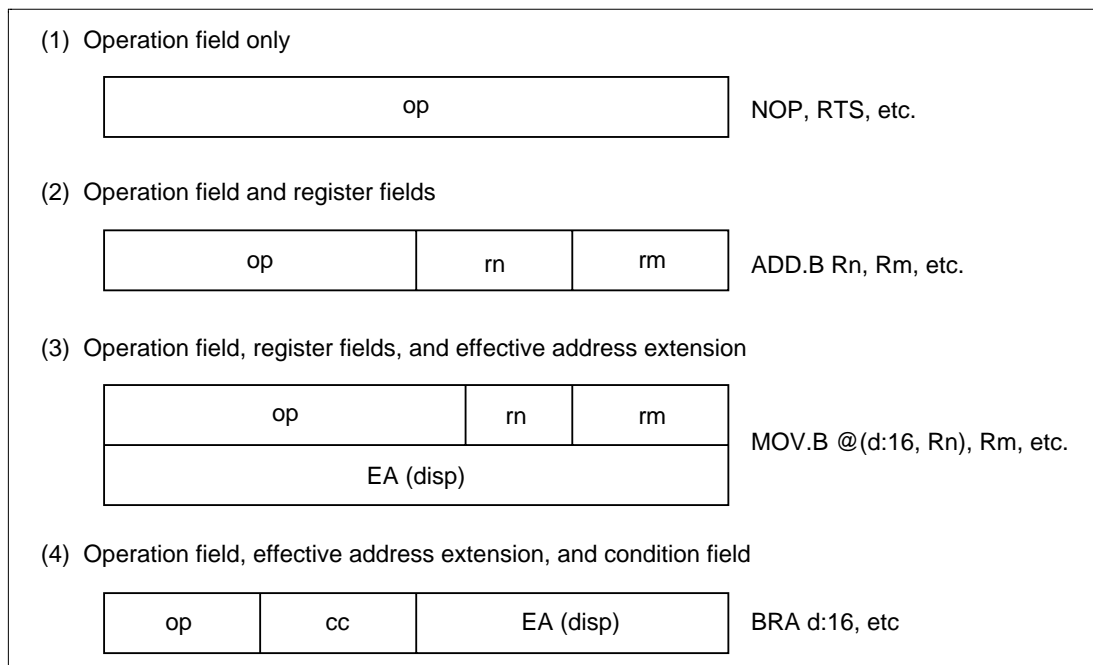 (1) Operation field only
op
NOP, RTS, etc.
(2) Operation field and register fields
op rn rm
ADD.B Rn, Rm, etc.
(3) Operation field, register fields, and effective address extension
op rn rm
MOV.B @(d:16, Rn), Rm, etc.
EA (disp)
(4) Operation field, effective address extension, and condition field
op cc EA (disp)
BRA d:16, etc